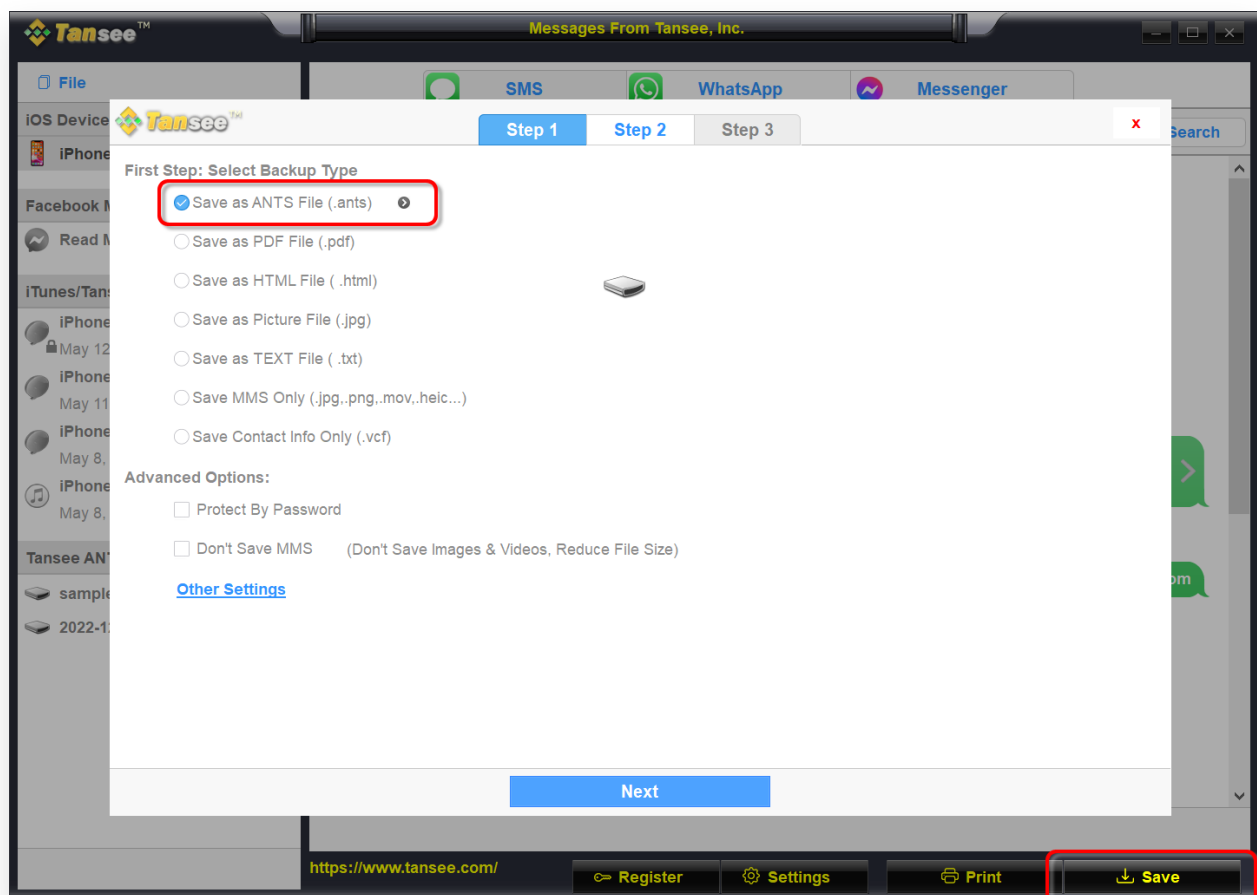 Tansee™
Messages From Tansee, Inc.
File
SMS
WhatsApp
Messenger
iOS Device
iPhone
Search
Facebook M
Read M
iTunes/Tans
iPhone
May 12
iPhone
May 11
iPhone
May 8,
iPhone
May 8,
Tansee AN
sample
2022-1
Tansee™
Step 1
Step 2
Step 3
x
First Step: Select Backup Type
Save as ANTS File (.ants)
Save as PDF File (.pdf)
Save as HTML File ( .html)
Save as Picture File (.jpg)
Save as TEXT File ( .txt)
Save MMS Only (.jpg,.png,.mov,.heic...)
Save Contact Info Only (.vcf)
Advanced Options:
Protect By Password
Don't Save MMS (Don't Save Images & Videos, Reduce File Size)
Other Settings
om
Next
https://www.tansee.com/
Register
Settings
Print
Save